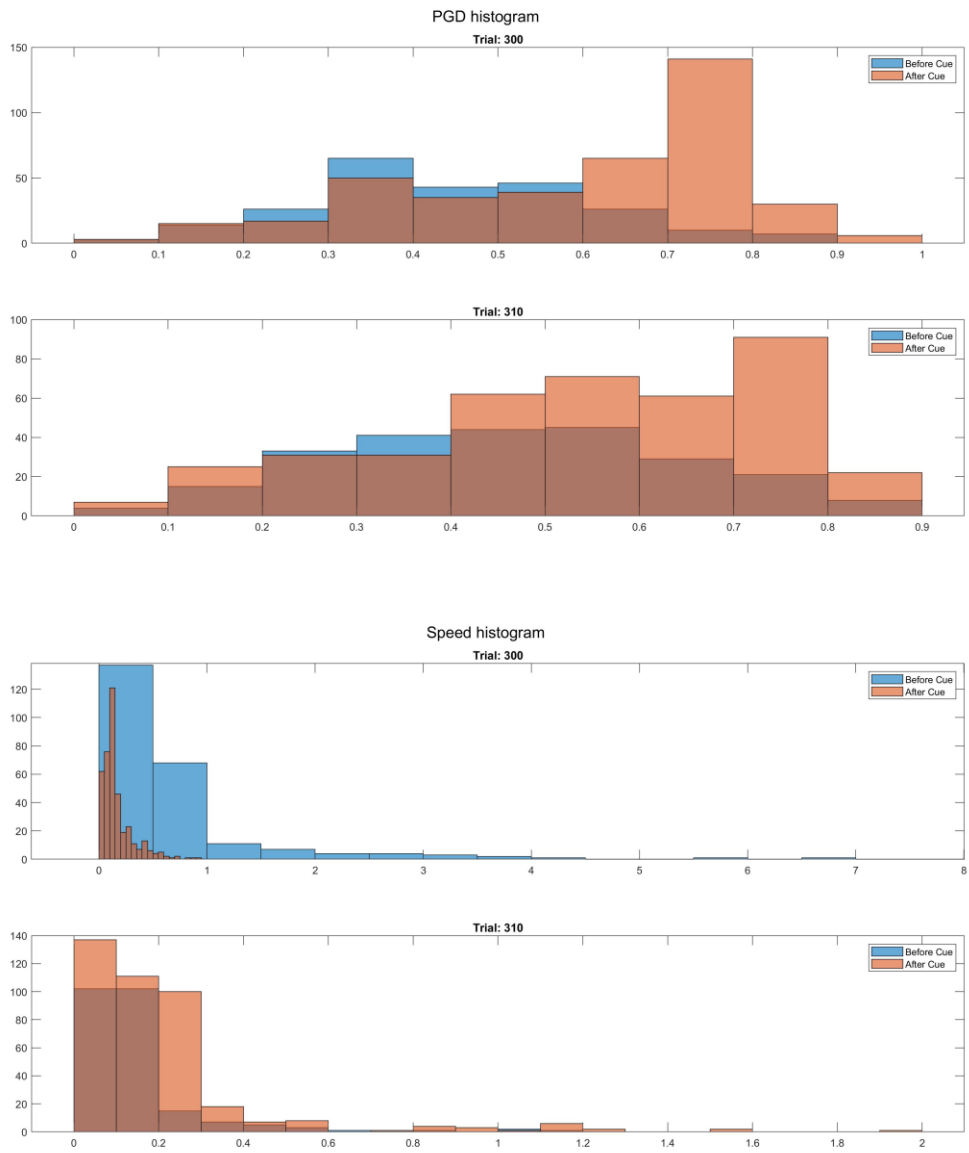 PGD histogram
Trial: 300
150
100
50
0
Before Cue
After Cue
0 0.1 0.2 0.3 0.4 0.5 0.6 0.7 0.8 0.9 1
Trial: 310
100
80
60
40
20
0
Before Cue
After Cue
0 0.1 0.2 0.3 0.4 0.5 0.6 0.7 0.8 0.9
Speed histogram
Trial: 300
120
100
80
60
40
20
0
Before Cue
After Cue
0 1 2 3 4 5 6 7 8
Trial: 310
140
120
100
80
60
40
20
0
Before Cue
After Cue
0 0.2 0.4 0.6 0.8 1 1.2 1.4 1.6 1.8 2